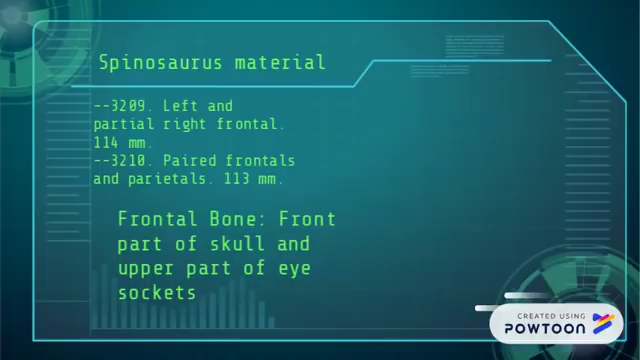 Spinosaurus material
--3209. Left and
partial right frontal.
114 mm.
--3210. Paired frontals
and parietals. 113 mm.
Frontal Bone: Front
part of skull and
upper part of eye
sockets
CREATED USING
POWTOON